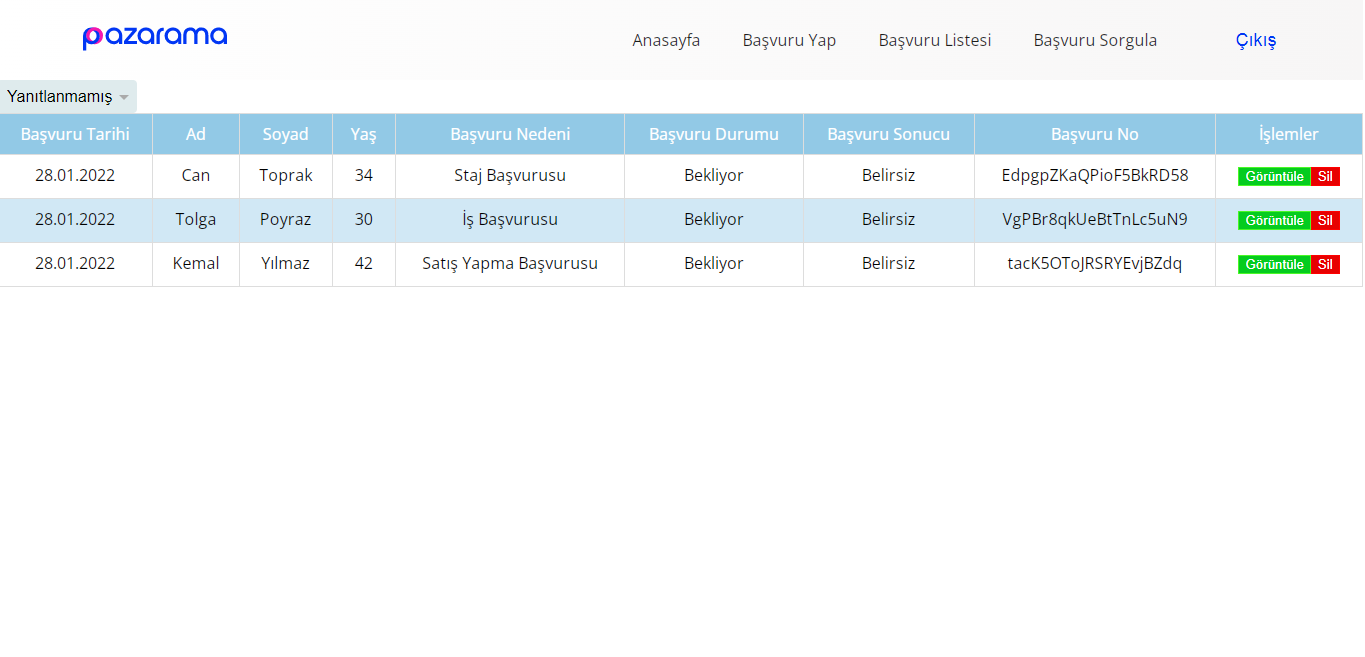 pazarama Anasayfa Başvuru Yap Başvuru Listesi Başvuru Sorgula Çıkış
Yanıtlanmamış
Başvuru Tarihi Ad Soyad Yaş Başvuru Nedeni Başvuru Durumu Başvuru Sonucu Başvuru No İşlemler
28.01.2022 Can Toprak 34 Staj Başvurusu Bekliyor Belirsiz EdpgpZKaQPioF5BkRD58 Görüntüle Sil
28.01.2022 Tolga Poyraz 30 İş Başvurusu Bekliyor Belirsiz VgPBr8qkUeBtTnLc5uN9 Görüntüle Sil
28.01.2022 Kemal Yılmaz 42 Satış Yapma Başvurusu Bekliyor Belirsiz tacK5OToJRSRYEvjBZdq Görüntüle Sil